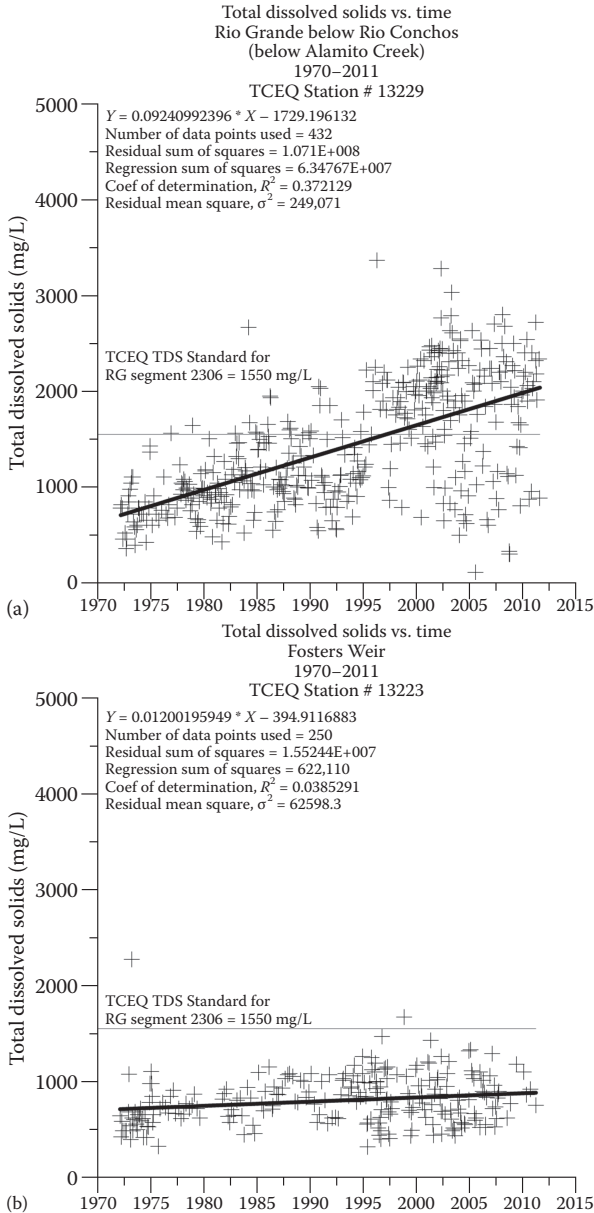 Total dissolved solids vs. time
Rio Grande below Rio Conchos
(below Alamito Creek)
1970–2011
TCEQ Station # 13229
Y = 0.09240992396 * X – 1729.196132
Number of data points used = 432
Residual sum of squares = 1.071E+008
Regression sum of squares = 6.34767E+007
Coef of determination, R² = 0.372129
Residual mean square, σ² = 249,071
TCEQ TDS Standard for
RG segment 2306 = 1550 mg/L
Total dissolved solids (mg/L)
5000
4000
3000
2000
1000
0
1970 1975 1980 1985 1990 1995 2000 2005 2010 2015
(a)
Total dissolved solids vs. time
Fosters Weir
1970–2011
TCEQ Station # 13223
Y = 0.01200195949 * X – 394.9116883
Number of data points used = 250
Residual sum of squares = 1.55244E+007
Regression sum of squares = 622,110
Coef of determination, R² = 0.0385291
Residual mean square, σ² = 62598.3
TCEQ TDS Standard for
RG segment 2306 = 1550 mg/L
Total dissolved solids (mg/L)
5000
4000
3000
2000
1000
0
1970 1975 1980 1985 1990 1995 2000 2005 2010 2015
(b)